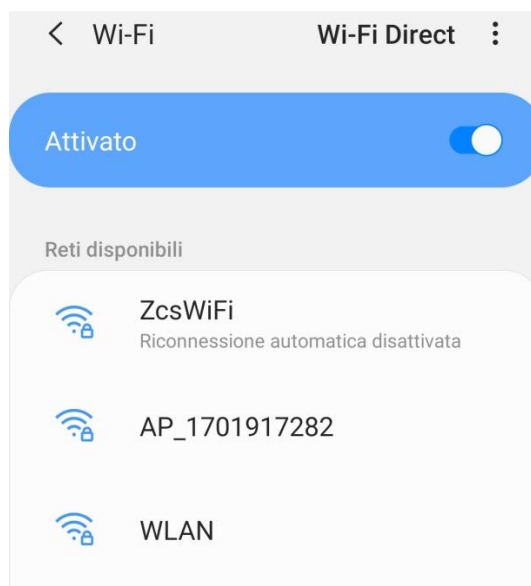 Wi-Fi Wi-Fi Direct
Attivato
Reti disponibili
ZcsWiFi
Riconnessione automatica disattivata
AP_1701917282
WLAN